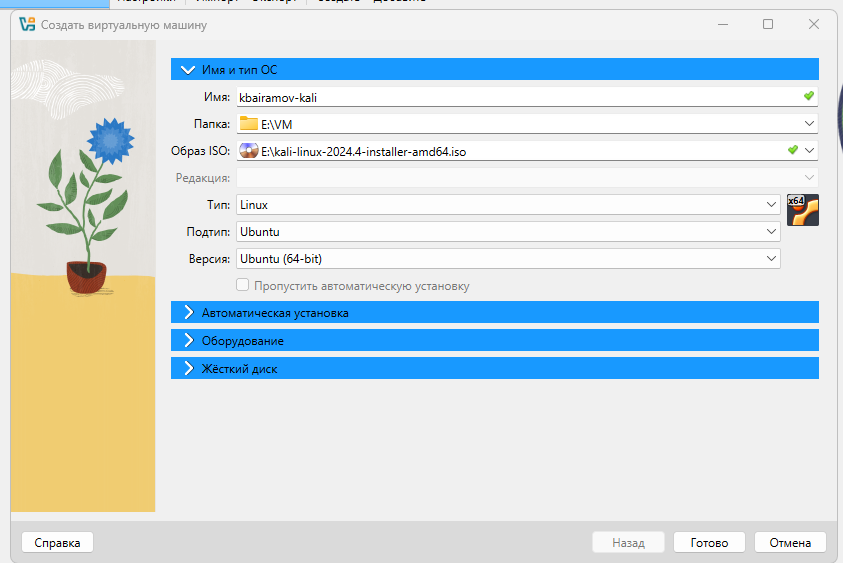 Создать виртуальную машину
Имя и тип ОС
Имя: kbairamov-kali
Папка: E:\VM
Образ ISO: E:\kali-linux-2024.4-installer-amd64.iso
Редакция:
Тип: Linux
x64
Подтип: Ubuntu
Версия: Ubuntu (64-bit)
Пропустить автоматическую установку
Автоматическая установка
Оборудование
Жёсткий диск
Справка Назад Готово Отмена